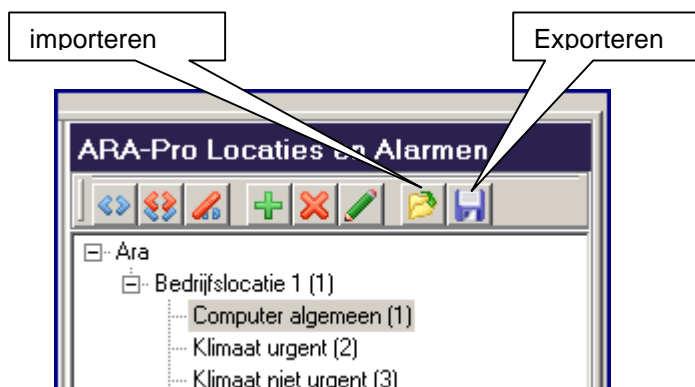 importeren
Exporteren
ARA-Pro Locaties en Alarmen
Ara
Bedrijfslocatie 1 (1)
Computer algemeen (1)
Klimaat urgent (2)
Klimaat niet urgent (3)